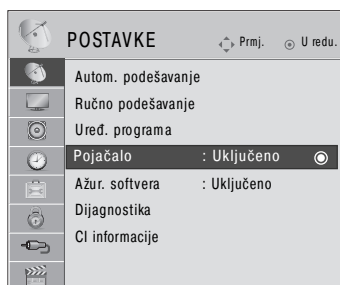 POSTAVKE Prmj. U redu.
Autom. podešavanje
Ručno podešavanje
Uređ. programa
Pojačalo : Uključeno
Ažur. softvera : Uključeno
Dijagnostika
CI informacije